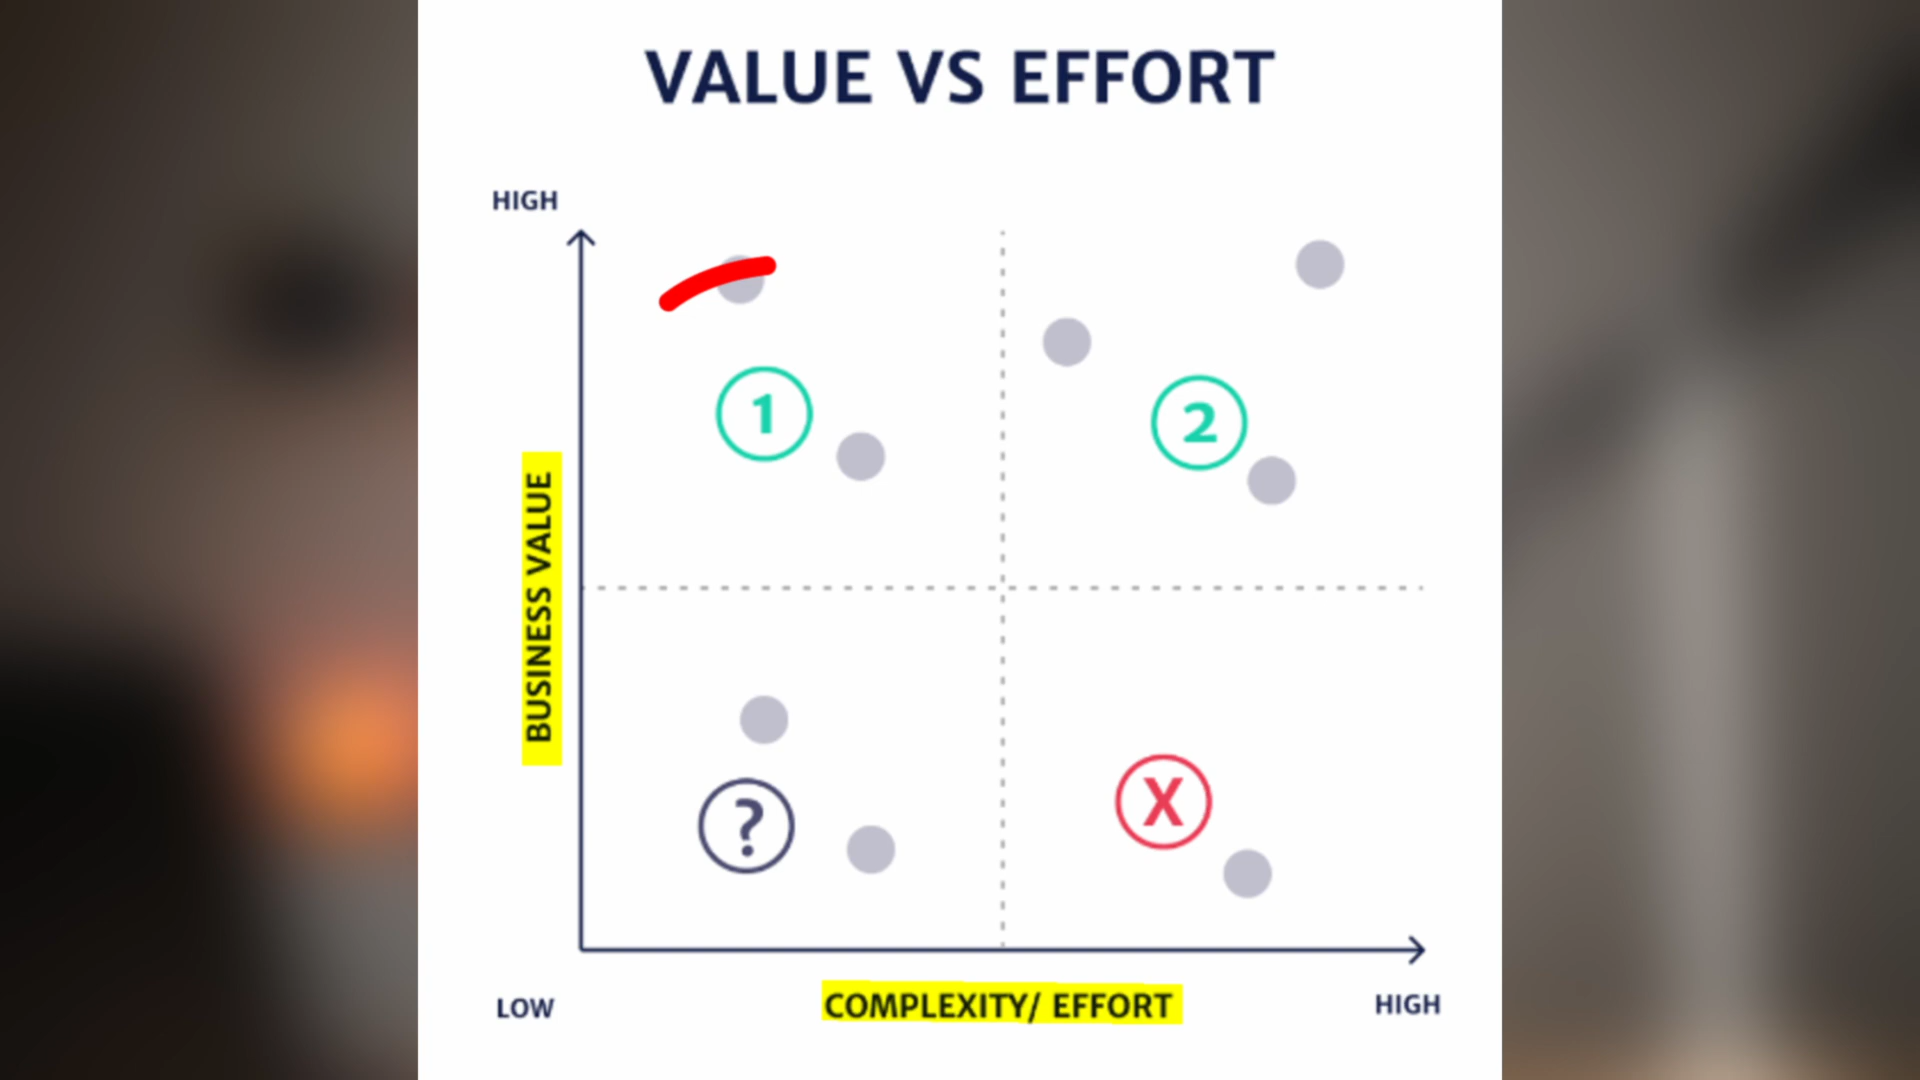 VALUE VS EFFORT
HIGH
1
2
BUSINESS VALUE
?
X
LOW
COMPLEXITY/ EFFORT
HIGH